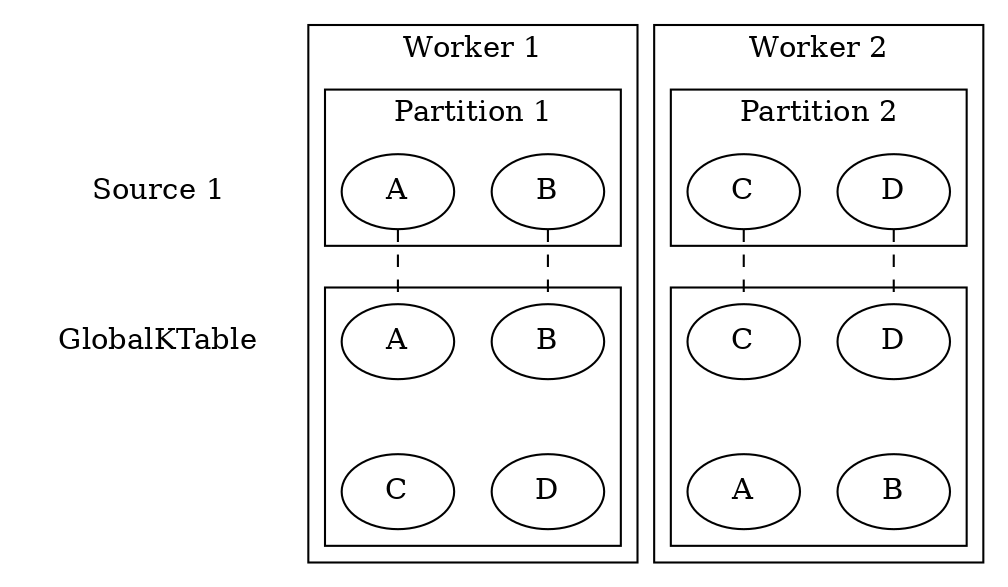 Worker 1
Worker 2
Partition 1
Partition 2
Source 1
A
B
C
D
GlobalKTable
A
B
C
D
C
D
A
B